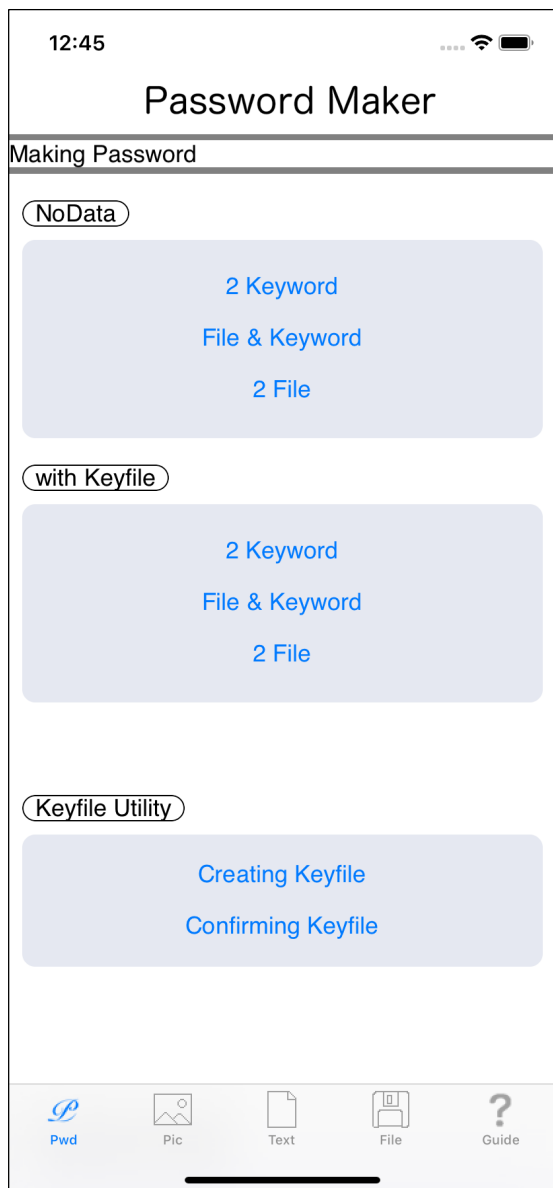 12:45
Password Maker
Making Password
NoData
2 Keyword
File & Keyword
2 File
with Keyfile
2 Keyword
File & Keyword
2 File
Keyfile Utility
Creating Keyfile
Confirming Keyfile
Pwd Pic Text File Guide